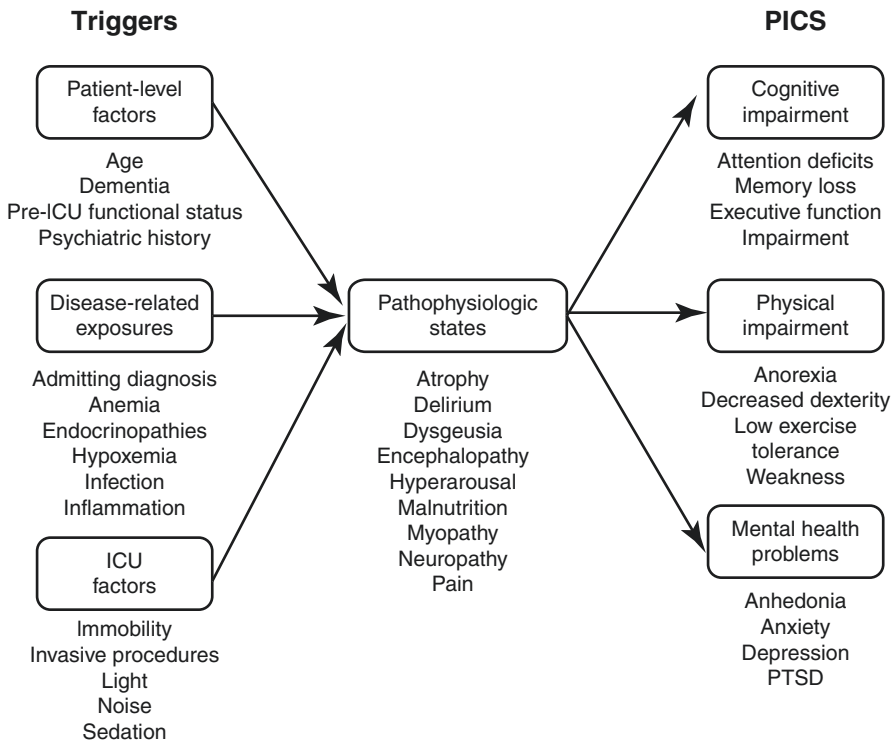 Triggers
Patient-level
factors
Age
Dementia
Pre-ICU functional status
Psychiatric history
Disease-related
exposures
Admitting diagnosis
Anemia
Endocrinopathies
Hypoxemia
Infection
Inflammation
ICU
factors
Immobility
Invasive procedures
Light
Noise
Sedation
Pathophysiologic
states
Atrophy
Delirium
Dysgeusia
Encephalopathy
Hyperarousal
Malnutrition
Myopathy
Neuropathy
Pain
PICS
Cognitive
impairment
Attention deficits
Memory loss
Executive function
Impairment
Physical
impairment
Anorexia
Decreased dexterity
Low exercise
tolerance
Weakness
Mental health
problems
Anhedonia
Anxiety
Depression
PTSD